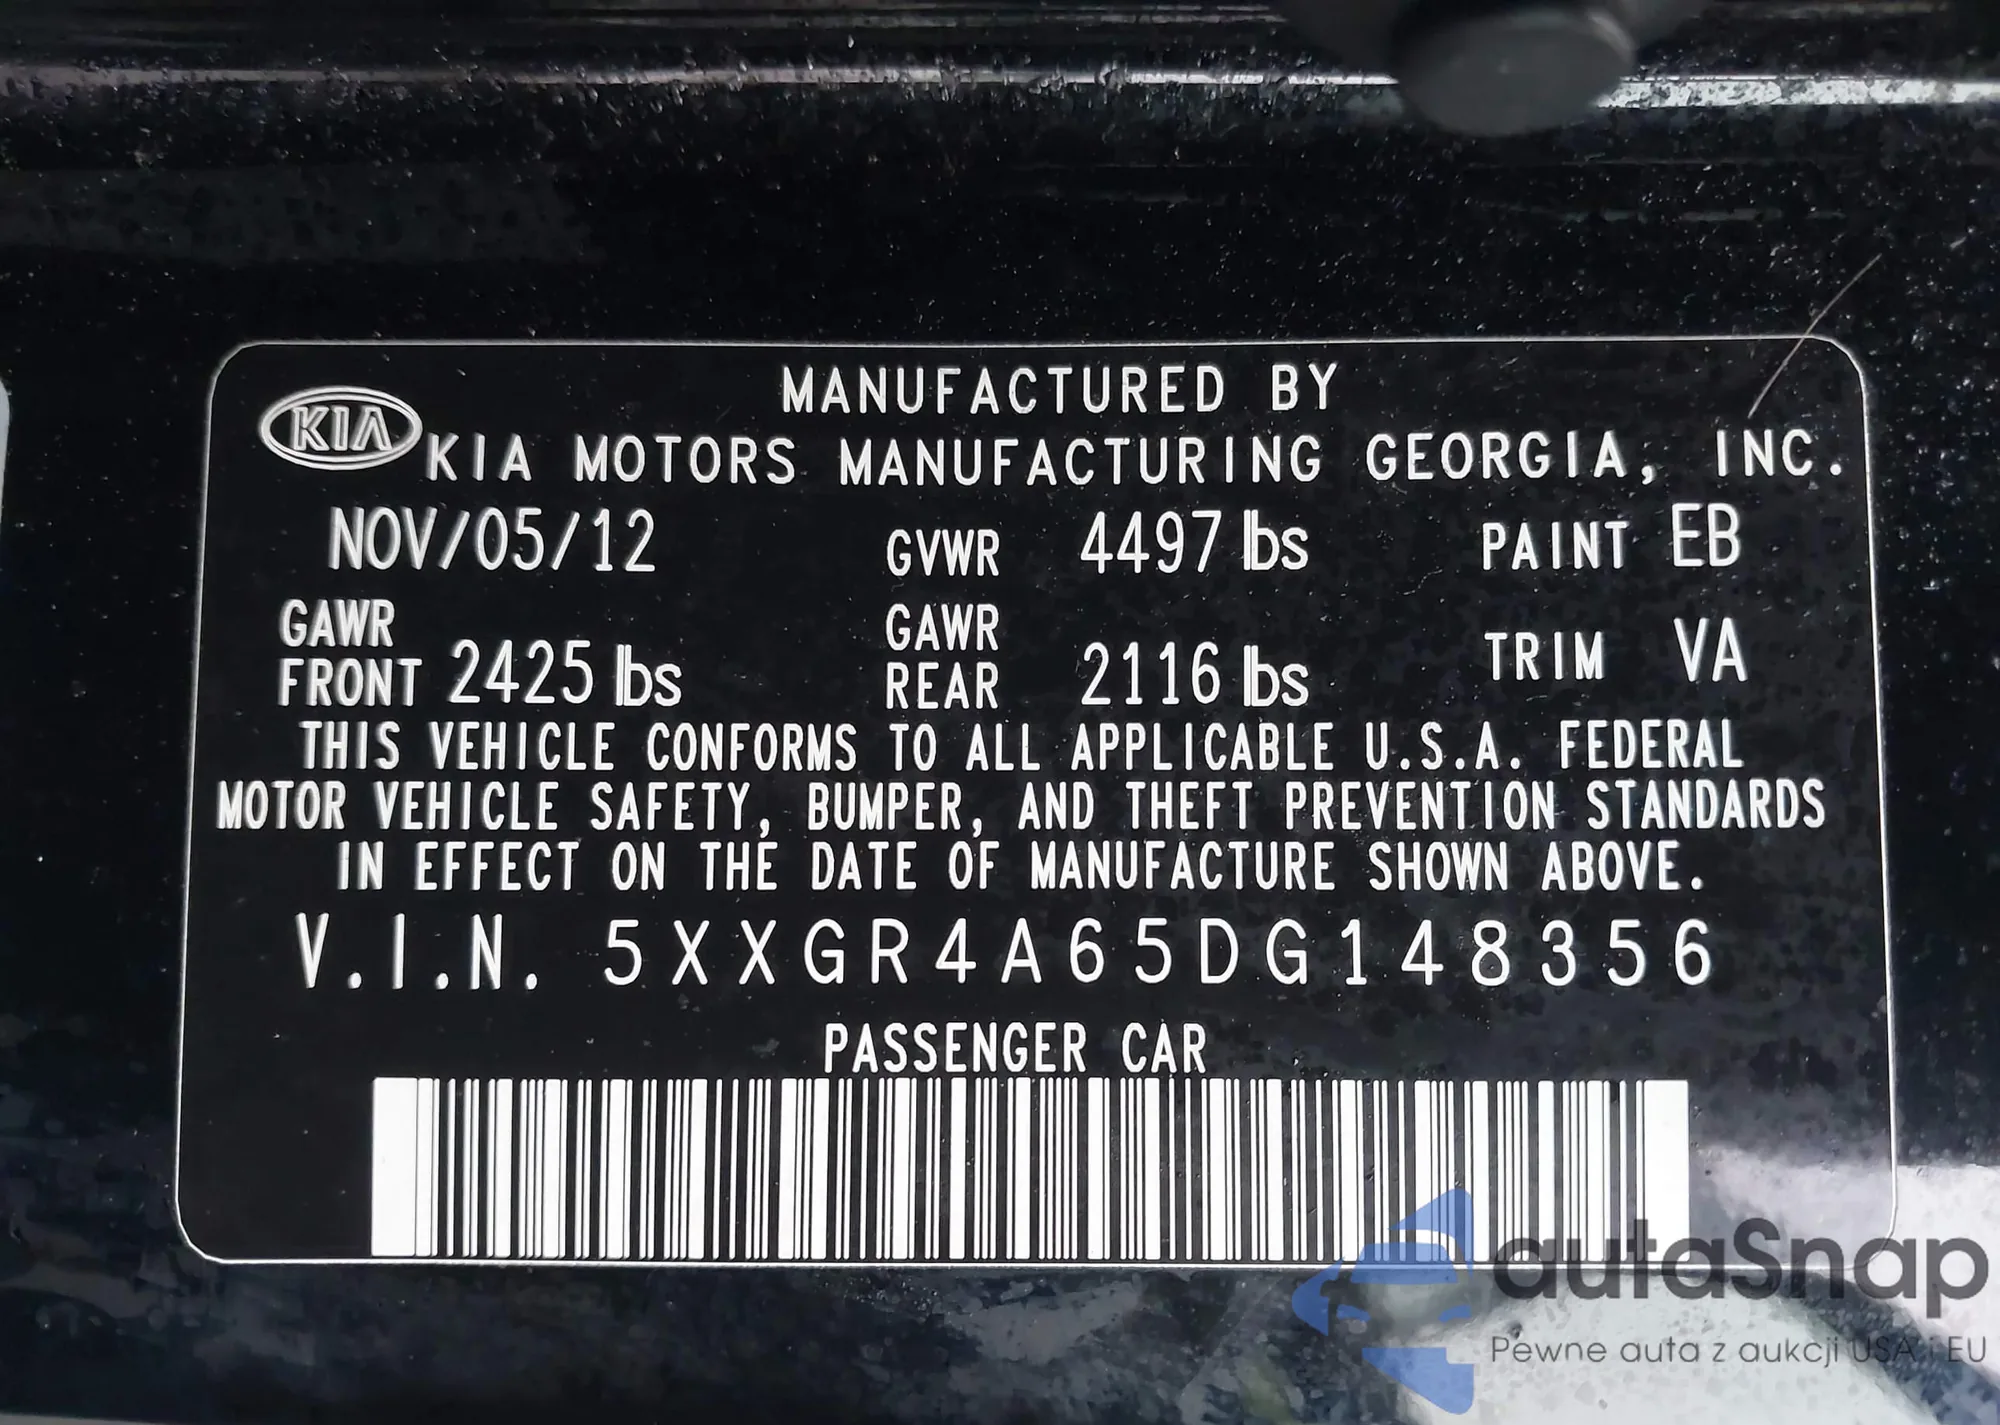 MANUFACTURED BY
KIA KIA MOTORS MANUFACTURING GEORGIA, INC.
NOV/05/12 GVWR 4497 lbs PAINT EB
GAWR FRONT 2425 lbs GAWR REAR 2116 lbs TRIM VA
THIS VEHICLE CONFORMS TO ALL APPLICABLE U.S.A. FEDERAL
MOTOR VEHICLE SAFETY, BUMPER, AND THEFT PREVENTION STANDARDS
IN EFFECT ON THE DATE OF MANUFACTURE SHOWN ABOVE.
V.I.N. 5XXGR4A65DG148356
PASSENGER CAR
autaSnap
Pewne auta z aukcji USA i EU